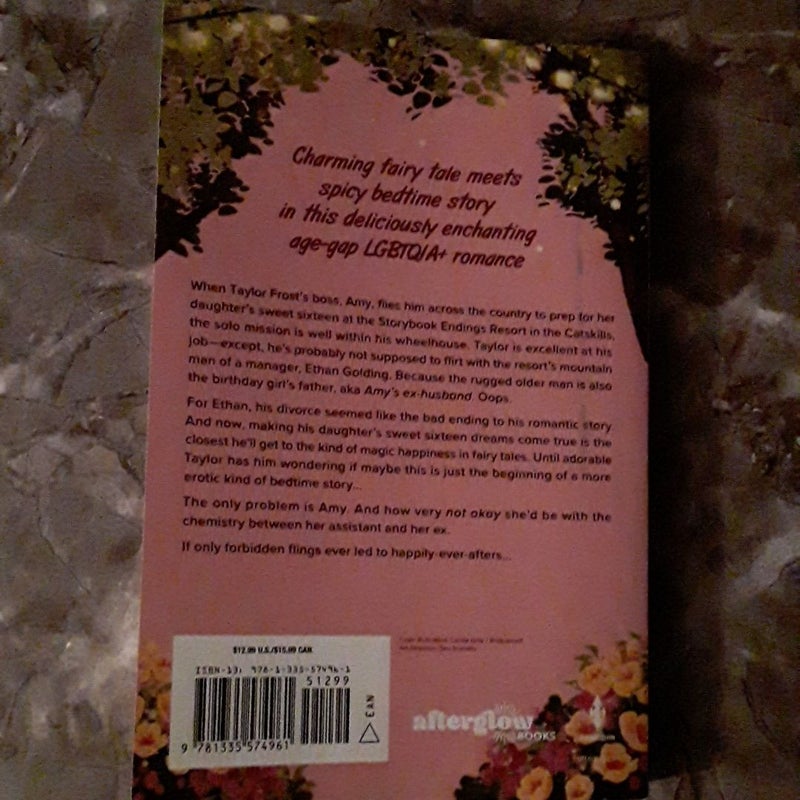 Charming fairy tale meets
spicy bedtime story
in this deliciously enchanting
age-gap LGBTQIA+ romance
When Taylor Frost's boss, Amy, flies him across the country to prep for her
daughter's sweet sixteen at the Storybook Endings Resort in the Catskills,
the solo mission is well within his wheelhouse. Taylor is excellent at his
job—except, he's probably not supposed to flirt with the resort's mountain
man of a manager, Ethan Golding. Because the rugged older man is also
the birthday girl's father, aka Amy's ex-husband. Oops.
For Ethan, his divorce seemed like the bad ending to his romantic story.
And now, making his daughter's sweet sixteen dreams come true is the
closest he'll get to the kind of magic happiness in fairy tales. Until adorable
Taylor has him wondering if maybe this is just the beginning of a more
erotic kind of bedtime story...
The only problem is Amy. And how very not okay she'd be with the
chemistry between her assistant and her ex.
If only forbidden flings ever led to happily-ever-afters...
$12.99 U.S./$15.99 CAN.
ISBN-13: 978-1-335-57496-1
51299
EAN
9 781335 574961
afterglow
BOOKS